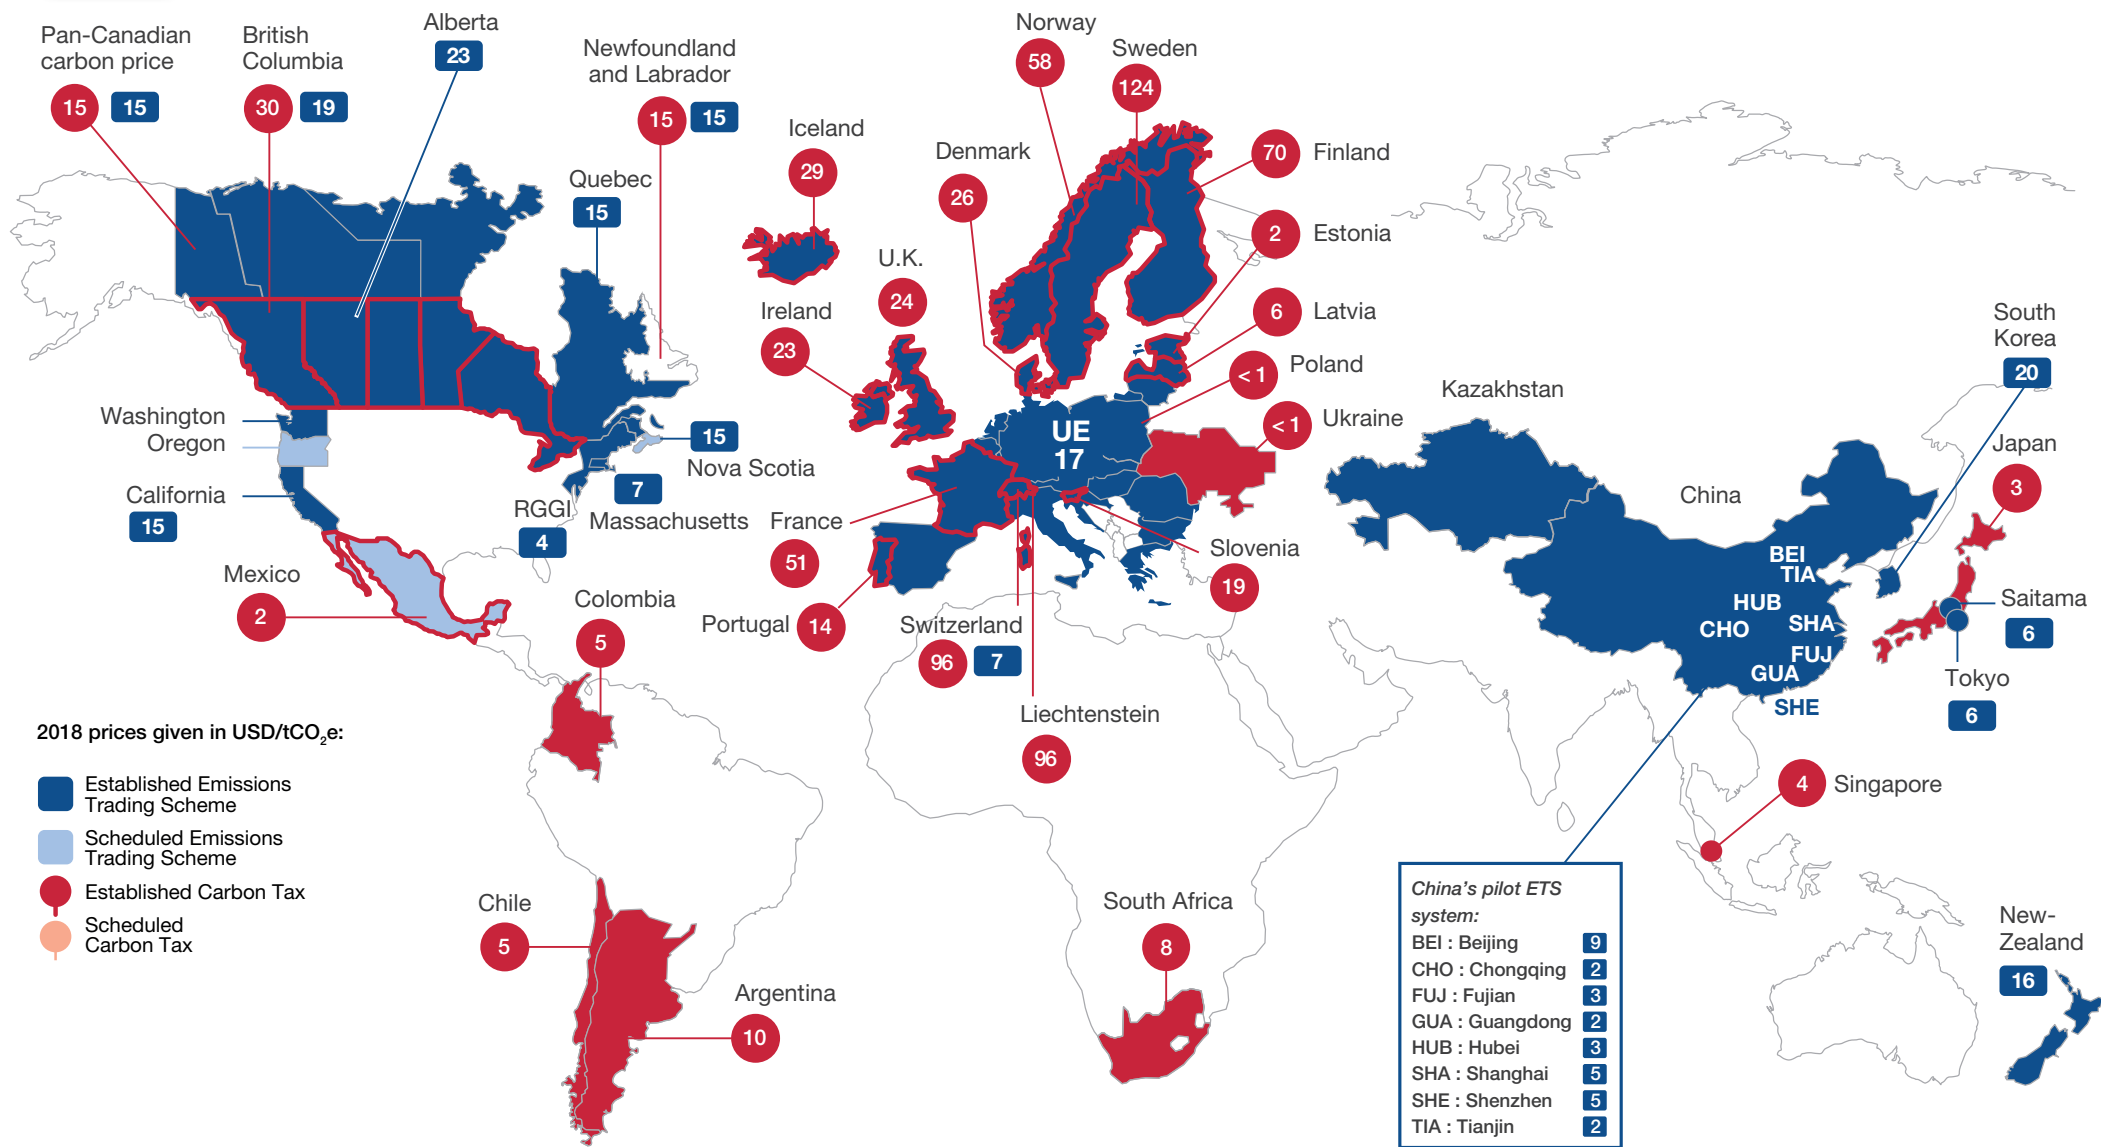 Pan-Canadian
carbon price
15
15
British
Columbia
30
19
Alberta
23
Newfoundland
and Labrador
15
15
Quebec
15
Washington
Oregon
California
15
RGGI
4
7
Massachusetts
15
Nova Scotia
Mexico
2
Colombia
5
Chile
5
Argentina
10
Iceland
29
Ireland
23
U.K.
24
Denmark
26
Norway
58
Sweden
124
70
Finland
2
Estonia
6
Latvia
< 1
Poland
< 1
Ukraine
UE
17
France
51
Portugal
14
Switzerland
96
7
Liechtenstein
96
Slovenia
19
South Africa
8
Kazakhstan
China
BEI
TIA
HUB
CHO
SHA
FUJ
GUA
SHE
South
Korea
20
Japan
3
Saitama
6
Tokyo
6
4
Singapore
New-
Zealand
16
2018 prices given in USD/tCO₂e:
Established Emissions
Trading Scheme
Scheduled Emissions
Trading Scheme
Established Carbon Tax
Scheduled
Carbon Tax
China's pilot ETS
system:
BEI : Beijing 9
CHO : Chongqing 2
FUJ : Fujian 3
GUA : Guangdong 2
HUB : Hubei 3
SHA : Shanghai 5
SHE : Shenzhen 5
TIA : Tianjin 2